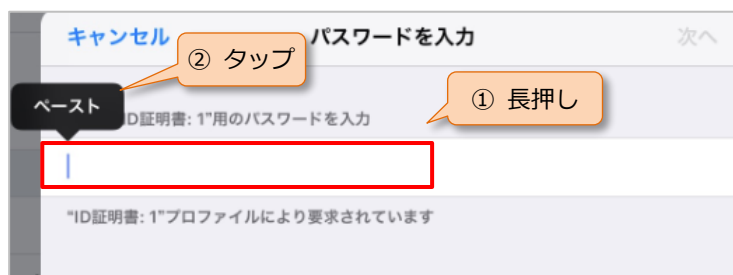 キャンセル パスワードを入力 次へ
② タップ
① 長押し
ペースト
ID証明書: 1"用のパスワードを入力
"ID証明書: 1"プロファイルにより要求されています